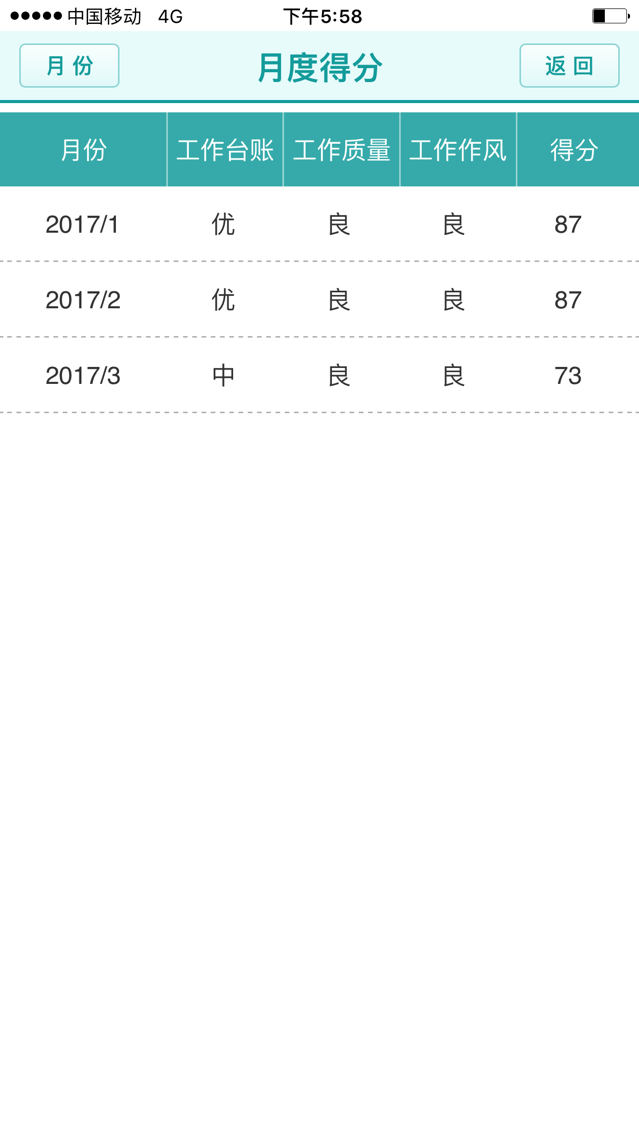 中国移动 4G 下午5:58
月份 月度得分 返回
月份 工作台账 工作质量 工作作风 得分
2017/1 优 良 良 87
2017/2 优 良 良 87
2017/3 中 良 良 73